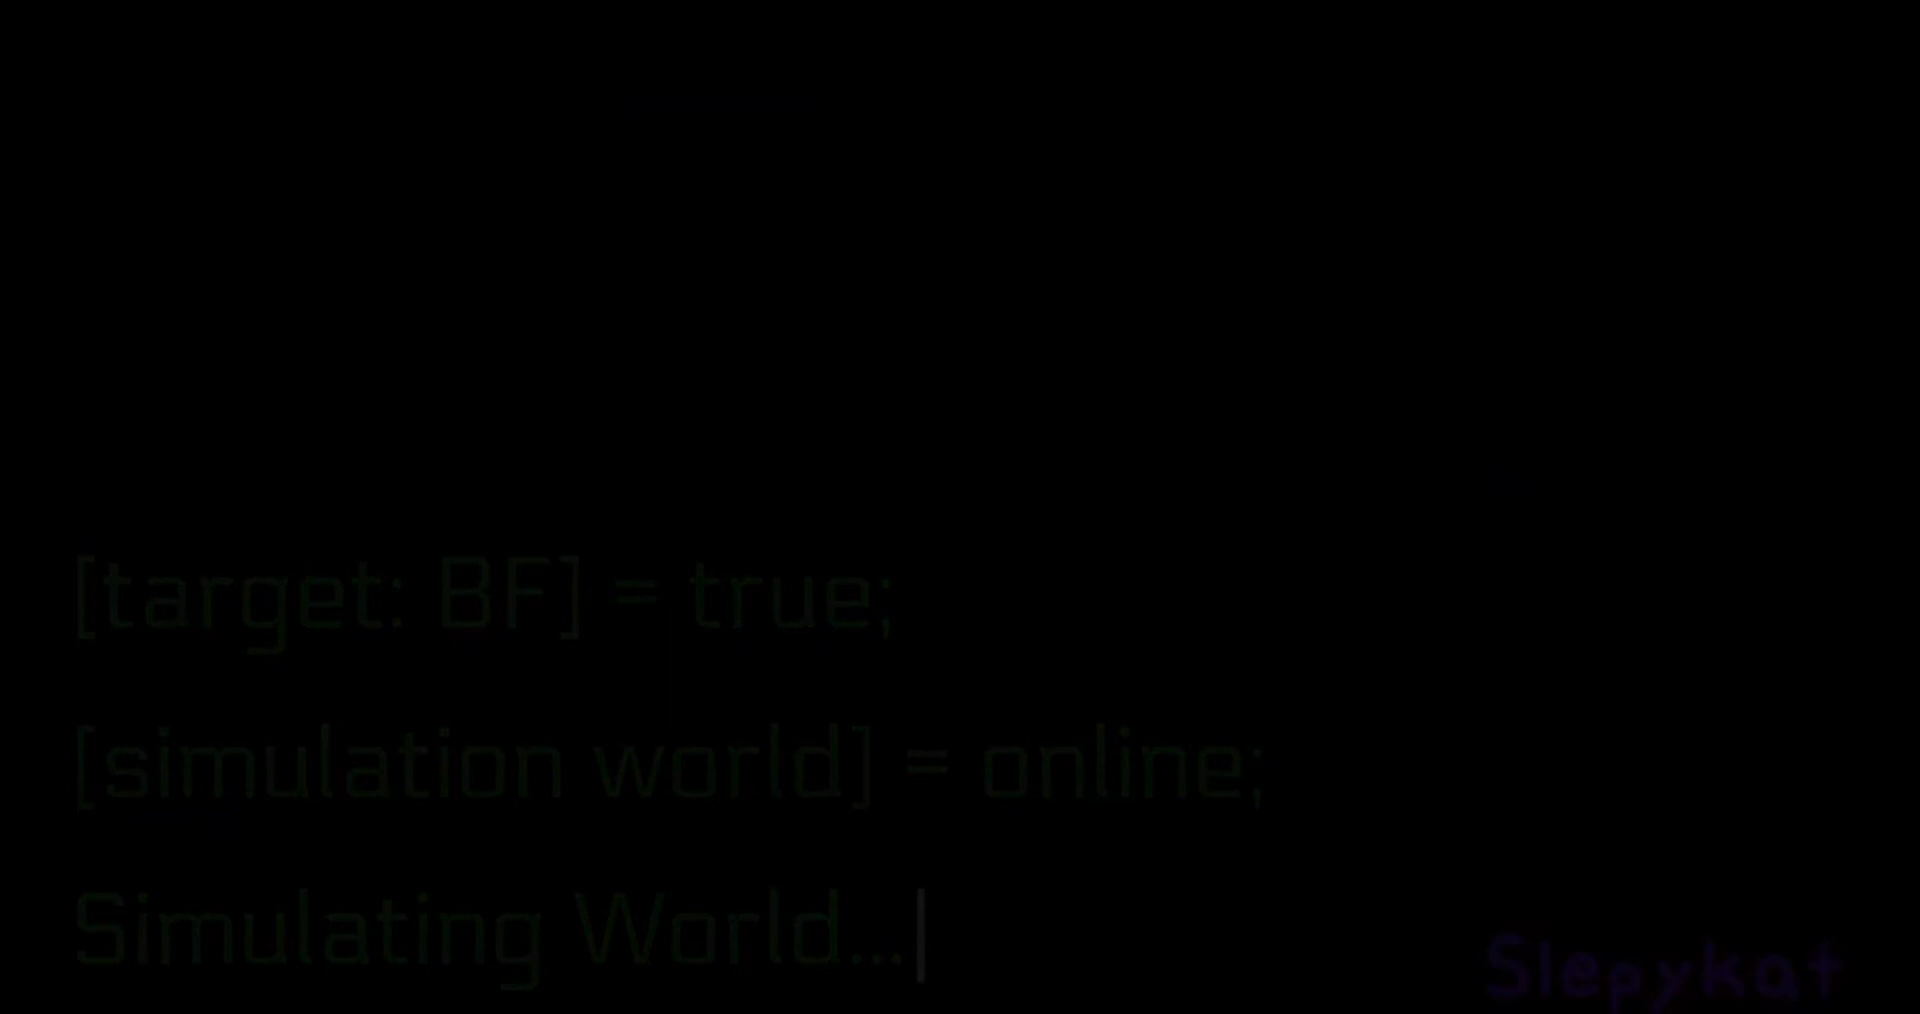 [target: BF] = true;
[simulation world] = online;
Simulating World...|
Slepykat